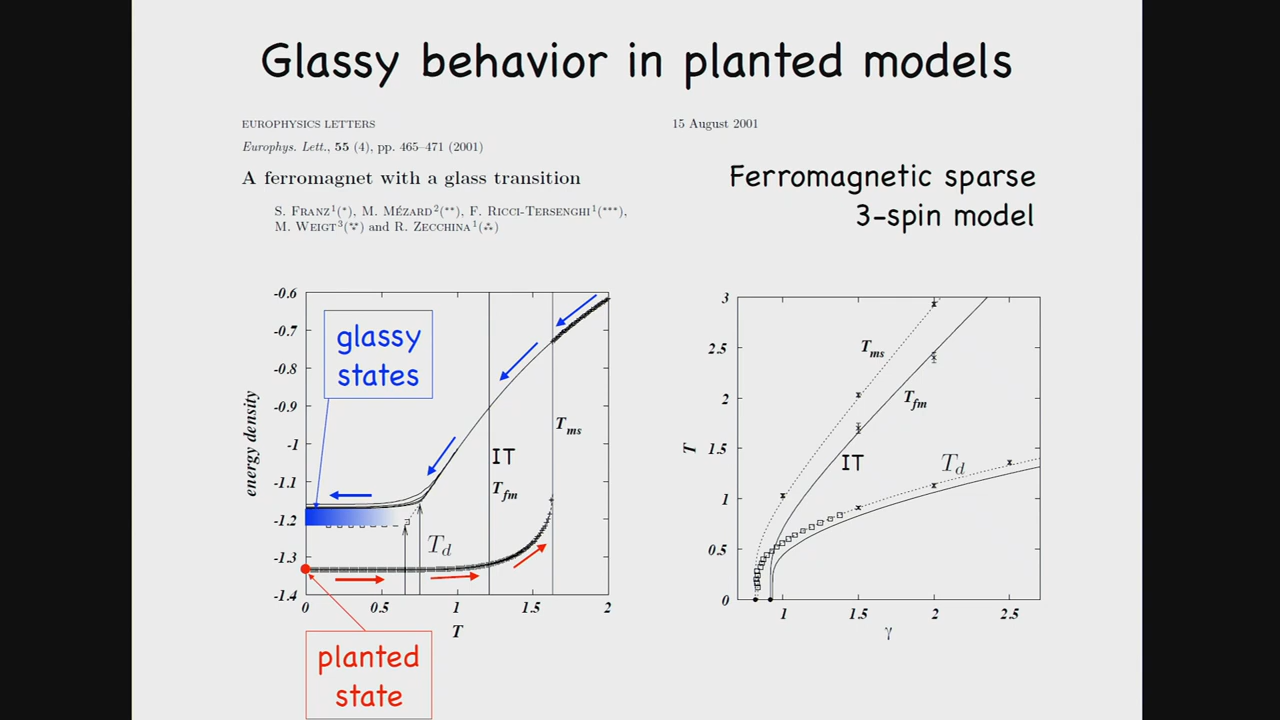 Glassy behavior in planted models
EUROPHYSICS LETTERS
15 August 2001
Europhys. Lett., 55 (4), pp. 465–471 (2001)
A ferromagnet with a glass transition
S. Franz¹(*), M. Mézard²(**), F. Ricci-Tersenghi¹(***),
M. Weigt³(⁂) and R. Zecchina¹(⁂)
Ferromagnetic sparse
3-spin model
-0.6
-0.7
-0.8
-0.9
-1
-1.1
-1.2
-1.3
-1.4
energy density
glassy
states
T_ms
IT
T_fm
T_d
0 0.5 1 1.5 2
T
planted
state
3
2.5
2
1.5
1
0.5
0
T
T_ms
T_fm
IT
T_d
1 1.5 2 2.5
γ